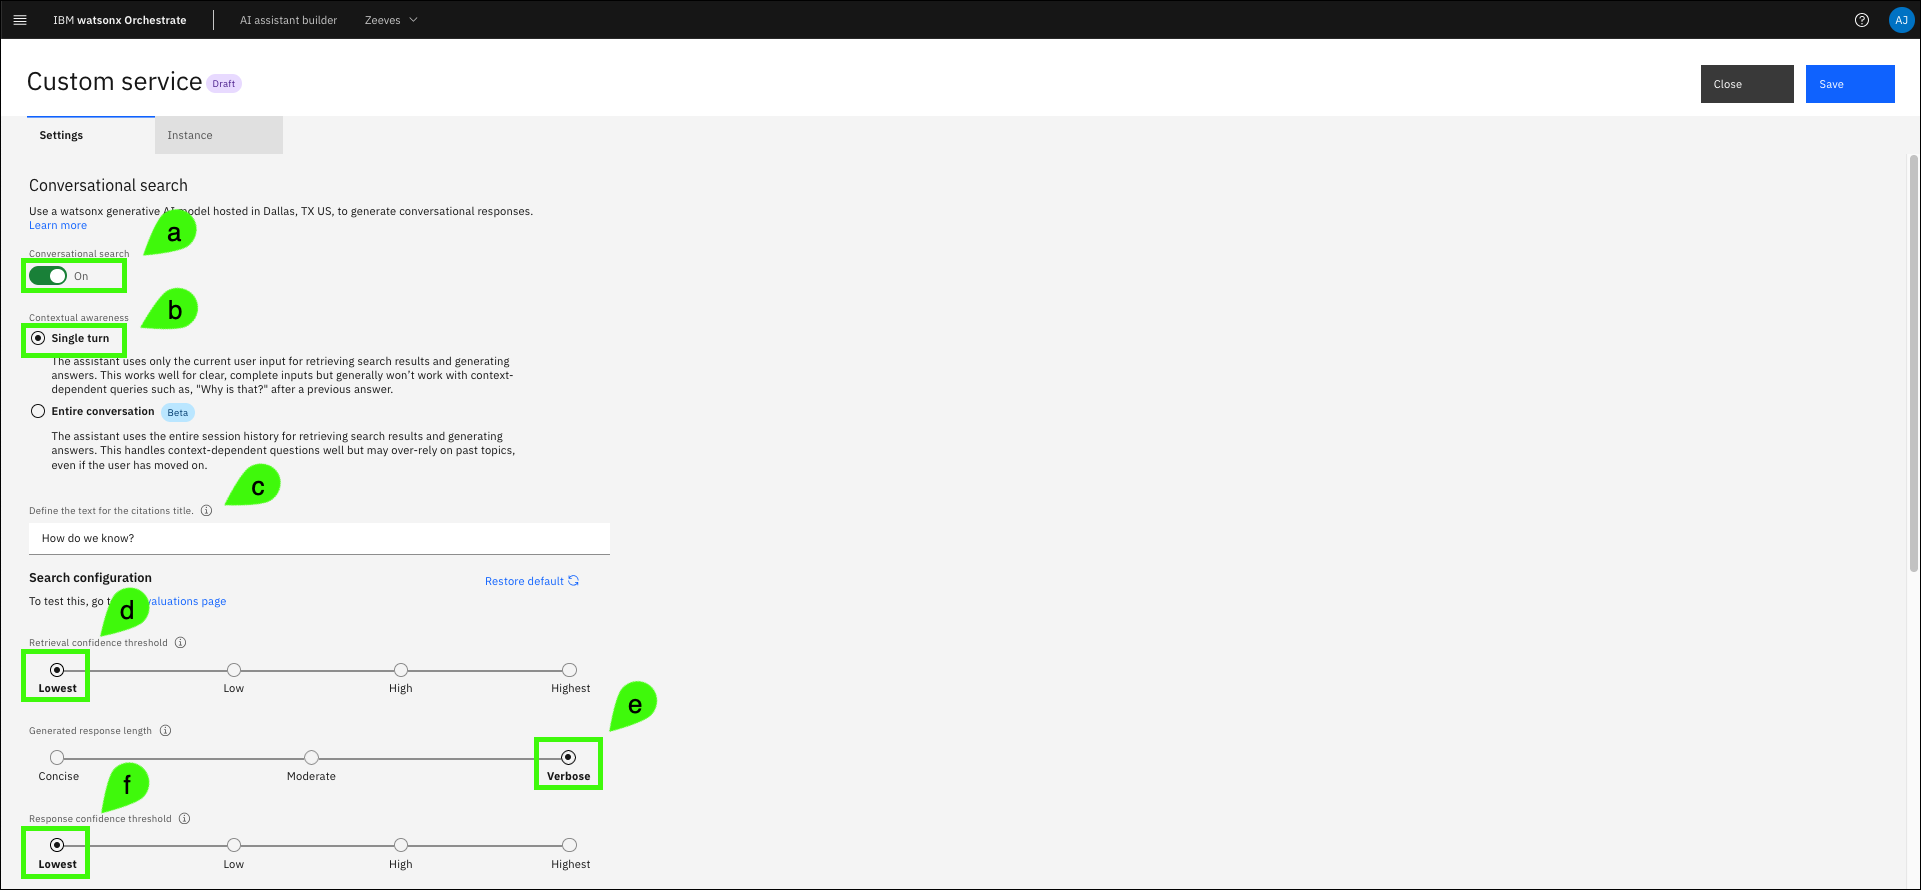 IBM watsonx Orchestrate
AI assistant builder
Zeeves
AJ
Custom service
Draft
Close
Save
Settings
Instance
Conversational search
Use a watsonx generative AI model hosted in Dallas, TX US, to generate conversational responses.
Learn more
a
Conversational search
On
b
Contextual awareness
Single turn
The assistant uses only the current user input for retrieving search results and generating
answers. This works well for clear, complete inputs but generally won't work with context-
dependent queries such as, "Why is that?" after a previous answer.
Entire conversation
Beta
The assistant uses the entire session history for retrieving search results and generating
answers. This handles context-dependent questions well but may over-rely on past topics,
even if the user has moved on.
c
Define the text for the citations title.
How do we know?
Search configuration
Restore default
To test this, go t valuations page
d
Retrieval confidence threshold
Lowest
Low
High
Highest
e
Generated response length
Concise
Moderate
Verbose
f
Response confidence threshold
Lowest
Low
High
Highest